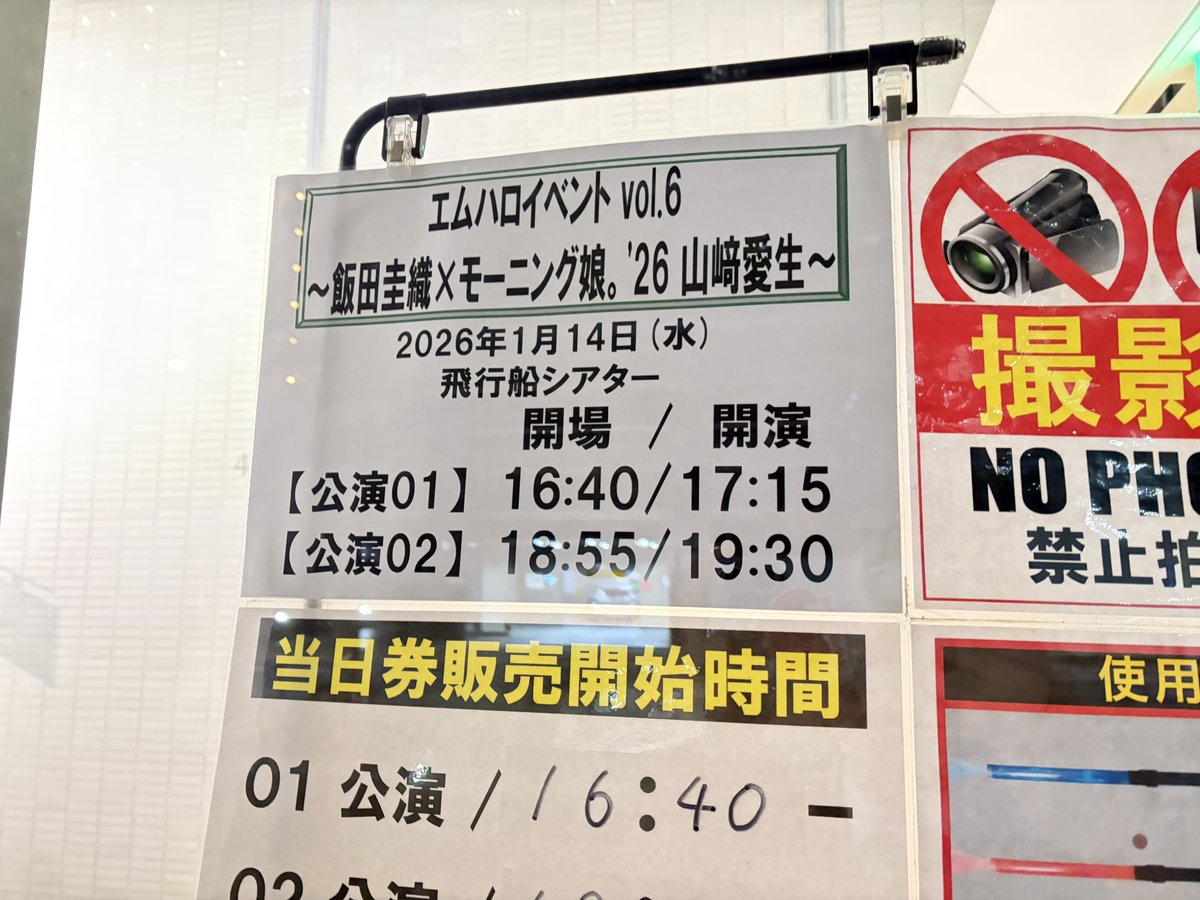 エムハロイベント vol.6
～飯田圭織×モーニング娘。'26 山﨑愛生～
2026年1月14日（水）
飛行船シアター
開場 / 開演
【公演01】 16:40/17:15
【公演02】 18:55/19:30
当日券販売開始時間
01 公演 / 16:40 －
02 公演 /
撮影
NO PHO
禁止拍
使用